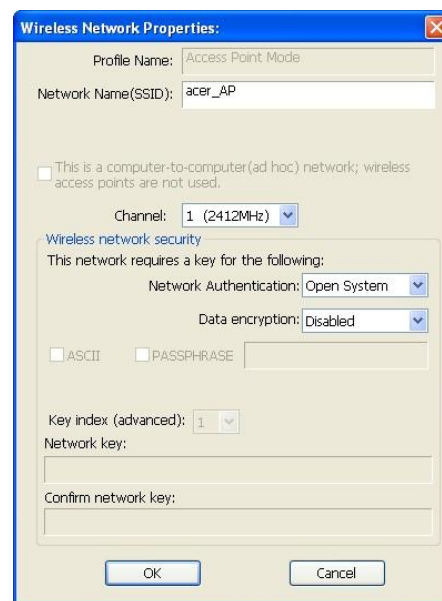 Wireless Network Properties:
Profile Name: Access Point Mode
Network Name(SSID): acer_AP
This is a computer-to-computer(ad hoc) network; wireless
access points are not used.
Channel: 1 (2412MHz)
Wireless network security
This network requires a key for the following:
Network Authentication: Open System
Data encryption: Disabled
ASCII PASSPHRASE
Key index (advanced): 1
Network key:
Confirm network key:
OK Cancel